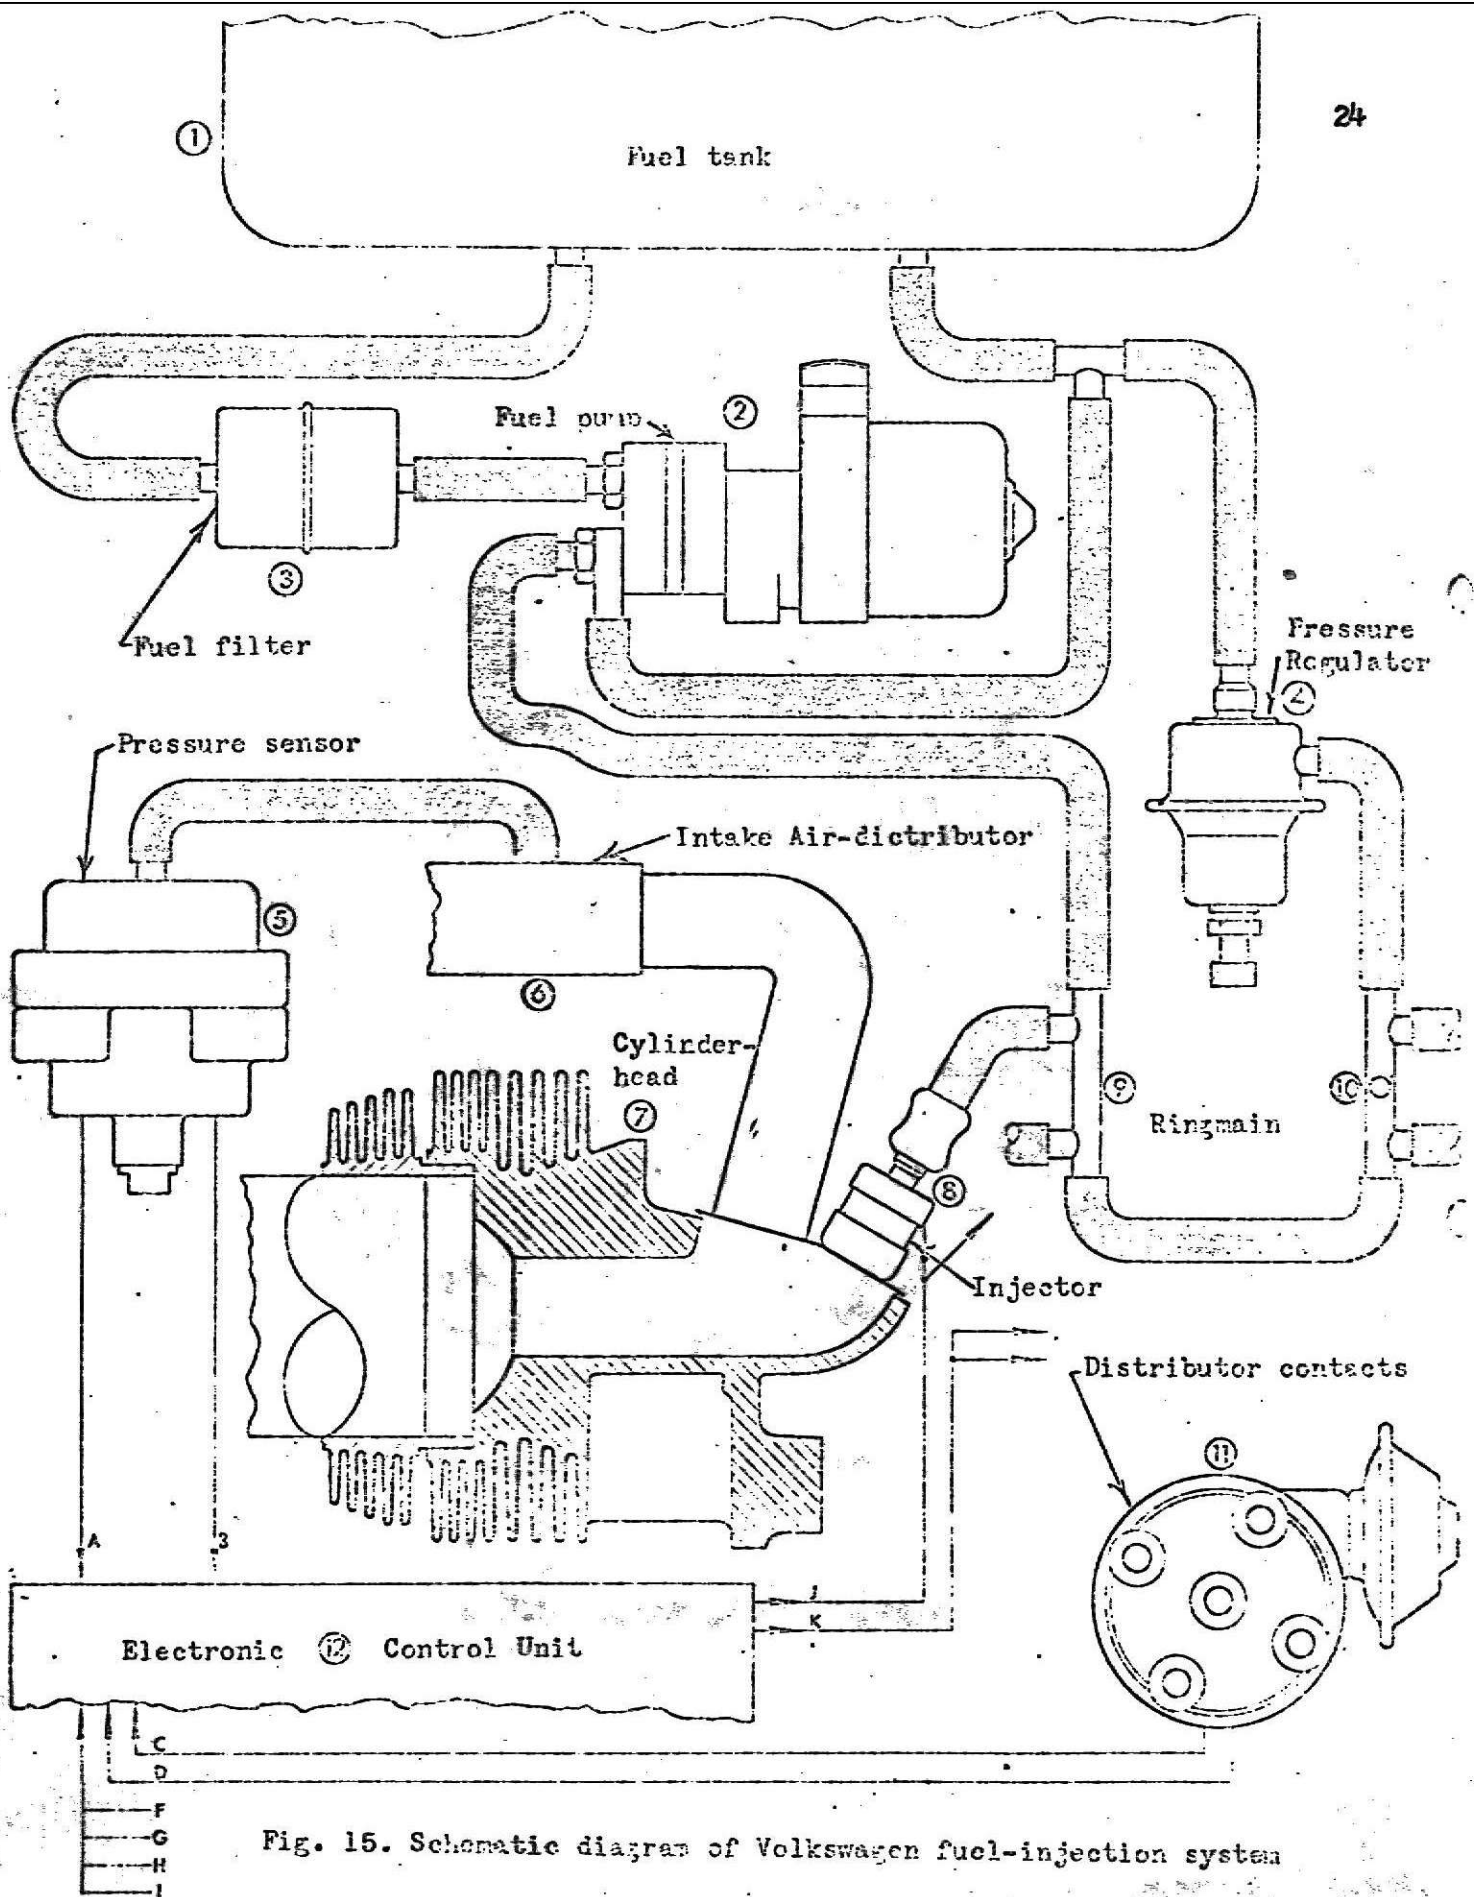 24
①
Fuel tank
Fuel pump
②
③
Fuel filter
Pressure
Regulator
Pressure sensor
Intake Air-dictributor
⑤
⑥
Cylinder-
head
⑦
⑧
⑨
⑩
Ringmain
Injector
Distributor contacts
⑪
A
J
K
Electronic ⑫ Control Unit
C
D
F
G
H
I
Fig. 15. Schematic diagram of Volkswagen fuel-injection system